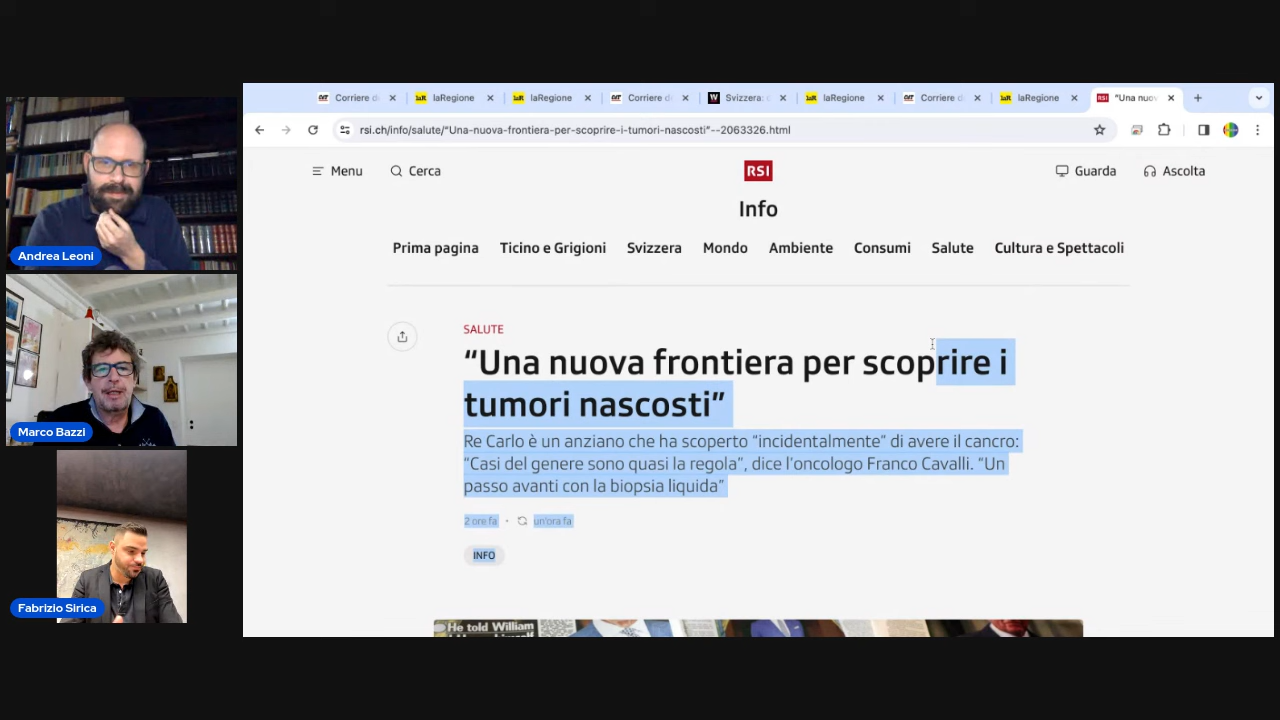 Corriere d
laRegione
laRegione
Corriere d
Svizzera: c
laRegione
Corriere d
laRegione
"Una nuov
rsi.ch/info/salute/"Una-nuova-frontiera-per-scoprire-i-tumori-nascosti"--2063326.html
Menu
Cerca
RSI
Guarda
Ascolta
Info
Prima pagina
Ticino e Grigioni
Svizzera
Mondo
Ambiente
Consumi
Salute
Cultura e Spettacoli
SALUTE
“Una nuova frontiera per scoprire i
tumori nascosti”
Re Carlo è un anziano che ha scoperto “incidentalmente” di avere il cancro:
“Casi del genere sono quasi la regola”, dice l’oncologo Franco Cavalli. “Un
passo avanti con la biopsia liquida”
2 ore fa · un'ora fa
INFO
He told William
Andrea Leoni
Marco Bazzi
Fabrizio Sirica